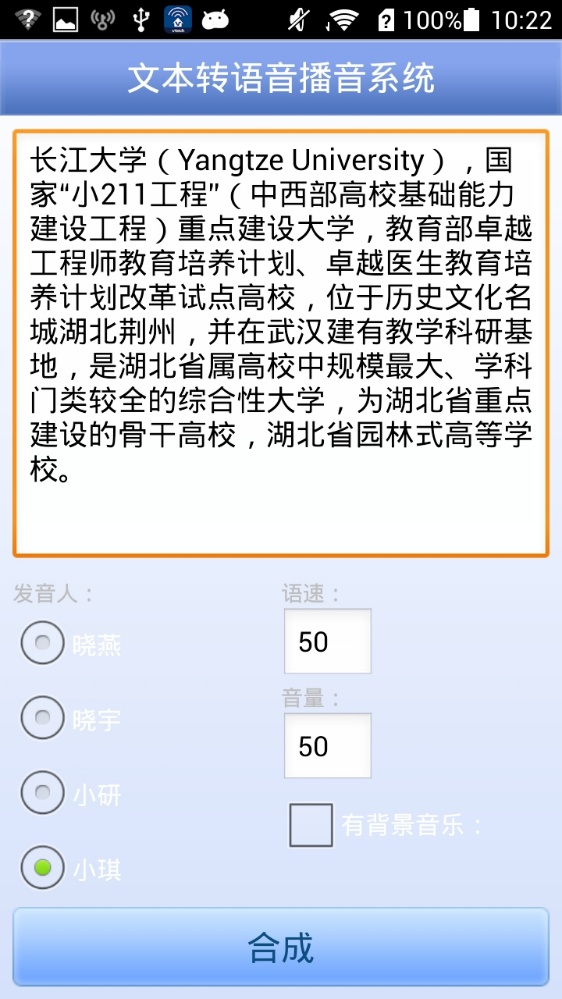 100% 10:22
文本转语音播音系统
长江大学（Yangtze University），国
家“小211工程”（中西部高校基础能力
建设工程）重点建设大学，教育部卓越
工程师教育培养计划、卓越医生教育培
养计划改革试点高校，位于历史文化名
城湖北荆州，并在武汉建有教学科研基
地，是湖北省属高校中规模最大、学科
门类较全的综合性大学，为湖北省重点
建设的骨干高校，湖北省园林式高等学
校。
发音人：
晓燕
晓宇
小研
小琪
语速：
50
音量：
50
有背景音乐：
合成